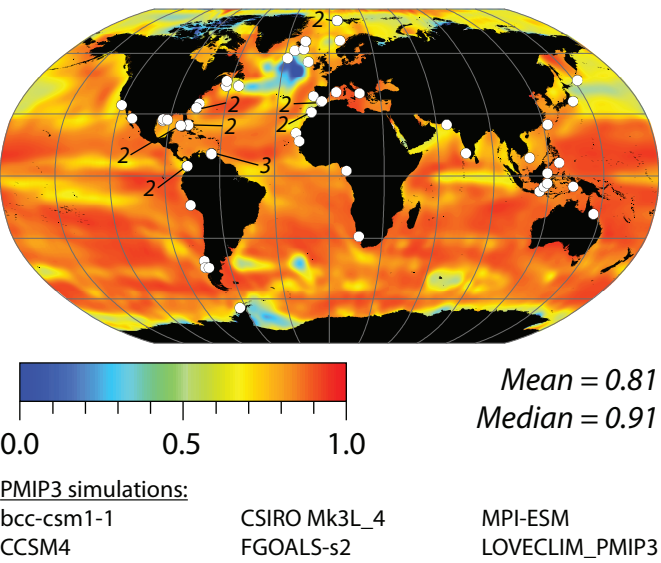 2
2
2
2
2
2
3
2
Mean = 0.81
Median = 0.91
0.0 0.5 1.0
PMIP3 simulations:
bcc-csm1-1 CSIRO Mk3L_4 MPI-ESM
CCSM4 FGOALS-s2 LOVECLIM_PMIP3